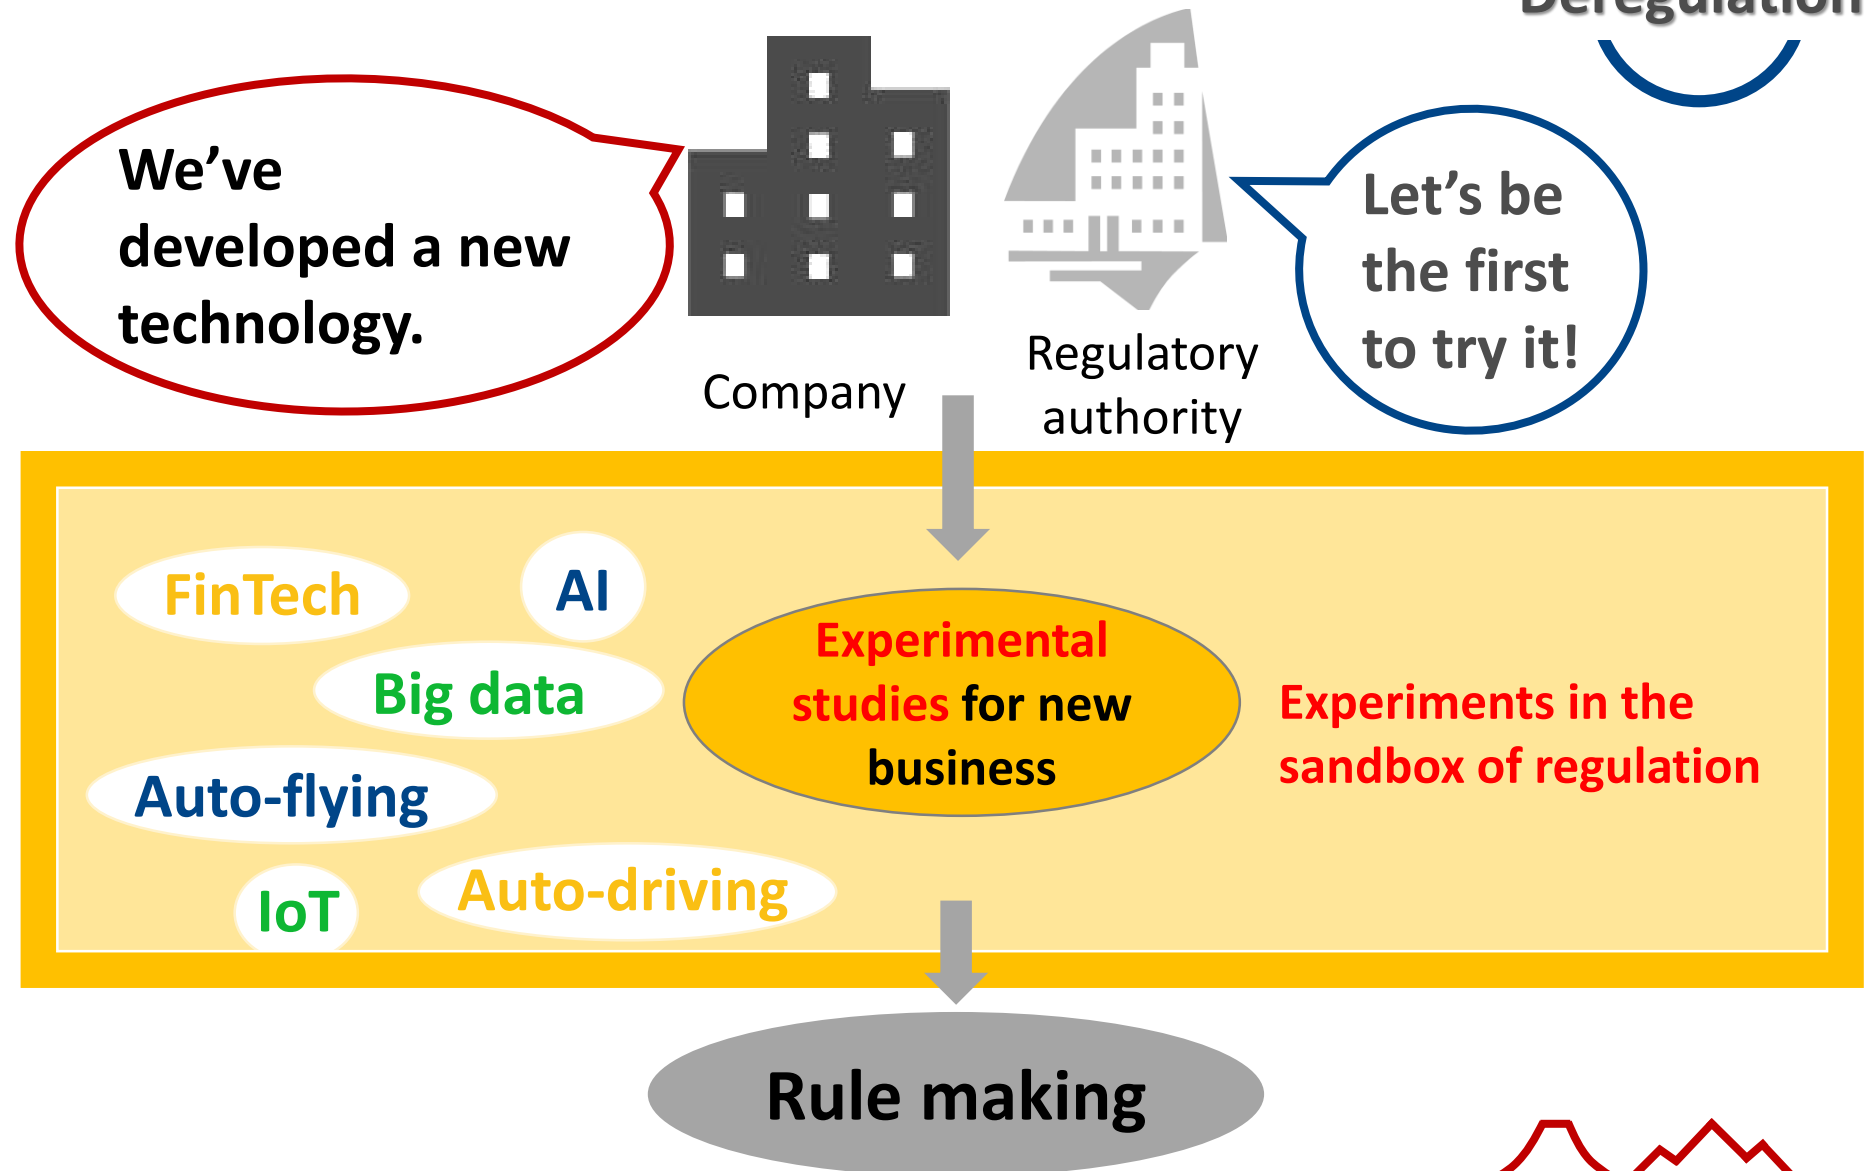 Deregulation
We’ve
developed a new
technology.
Let’s be
the first
to try it!
Company
Regulatory
authority
FinTech
AI
Big data
Auto-flying
IoT
Auto-driving
Experimental
studies for new
business
Experiments in the
sandbox of regulation
Rule making